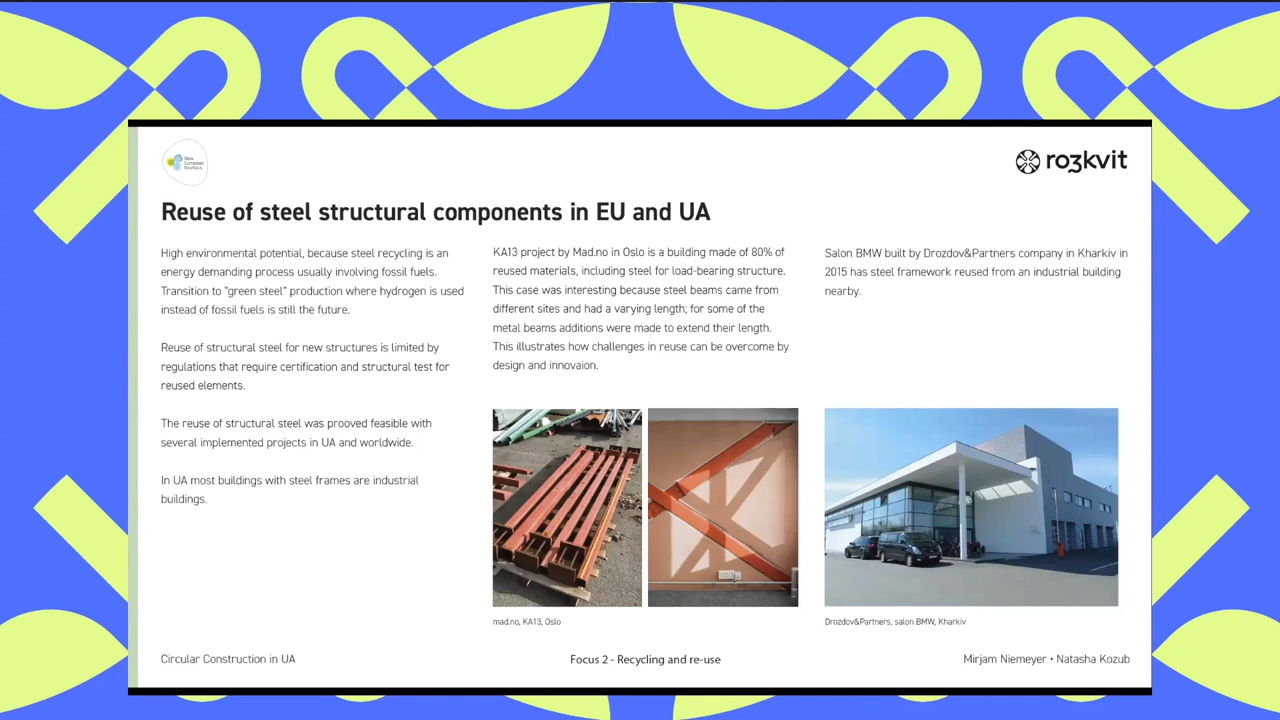 New
European
Bauhaus
ro3kvit
Reuse of steel structural components in EU and UA
High environmental potential, because steel recycling is an
energy demanding process usually involving fossil fuels.
Transition to "green steel" production where hydrogen is used
instead of fossil fuels is still the future.
Reuse of structural steel for new structures is limited by
regulations that require certification and structural test for
reused elements.
The reuse of structural steel was prooved feasible with
several implemented projects in UA and worldwide.
In UA most buildings with steel frames are industrial
buildings.
KA13 project by Mad.no in Oslo is a building made of 80% of
reused materials, including steel for load-bearing structure.
This case was interesting because steel beams came from
different sites and had a varying length; for some of the
metal beams additions were made to extend their length.
This illustrates how challenges in reuse can be overcome by
design and innovaion.
Salon BMW built by Drozdov&Partners company in Kharkiv in
2015 has steel framework reused from an industrial building
nearby.
mad.no, KA13, Oslo
Drozdov&Partners, salon BMW, Kharkiv
Circular Construction in UA
Focus 2 - Recycling and re-use
Mirjam Niemeyer • Natasha Kozub